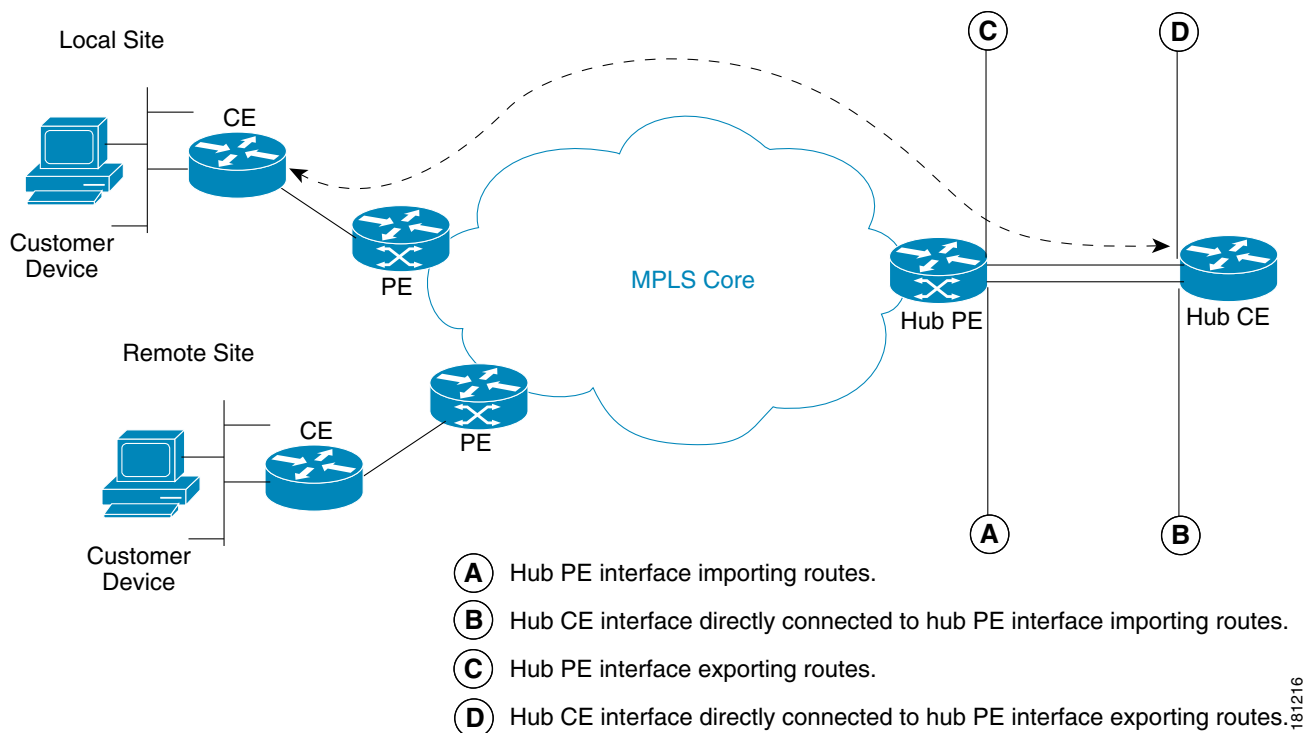 C
D
Local Site
CE
Customer
Device
PE
MPLS Core
Hub PE
Hub CE
Remote Site
CE
PE
Customer
Device
A
B
A Hub PE interface importing routes.
B Hub CE interface directly connected to hub PE interface importing routes.
C Hub PE interface exporting routes.
D Hub CE interface directly connected to hub PE interface exporting routes.
181216